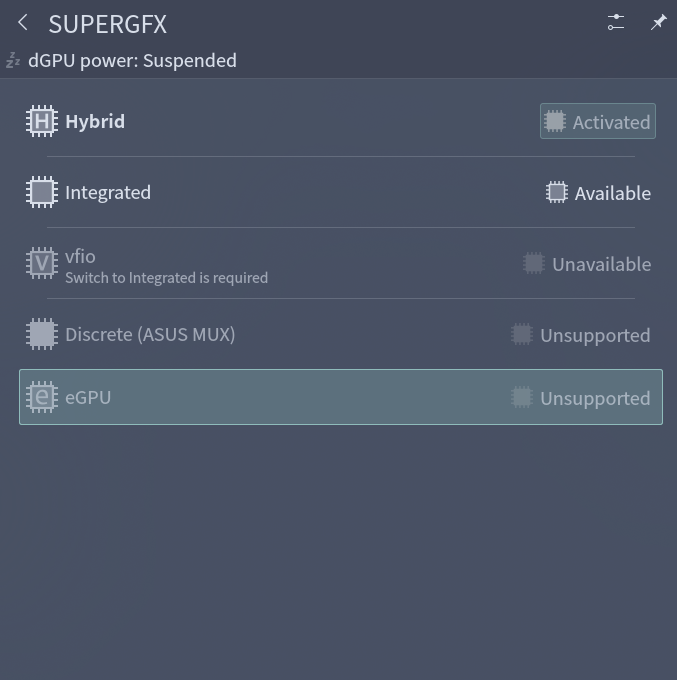 SUPERGFX
zz
z
dGPU power: Suspended
H Hybrid Activated
Integrated Available
V vfio Unavailable
Switch to Integrated is required
Discrete (ASUS MUX) Unsupported
e eGPU Unsupported